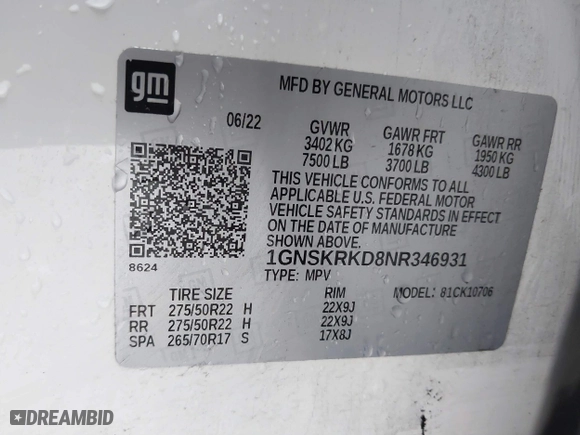 gm
MFD BY GENERAL MOTORS LLC
06/22 GVWR GAWR FRT GAWR RR
3402 KG 1678 KG 1950 KG
7500 LB 3700 LB 4300 LB
THIS VEHICLE CONFORMS TO ALL
APPLICABLE U.S. FEDERAL MOTOR
VEHICLE SAFETY STANDARDS IN EFFECT
ON THE DATE OF MANUFACTURE
SHOWN ABOVE.
8624
1GNSKRKD8NR346931
TYPE: MPV
TIRE SIZE RIM MODEL: 81CK10706
FRT 275/50R22 H 22X9J
RR 275/50R22 H 22X9J
SPA 265/70R17 S 17X8J
DREAMBID